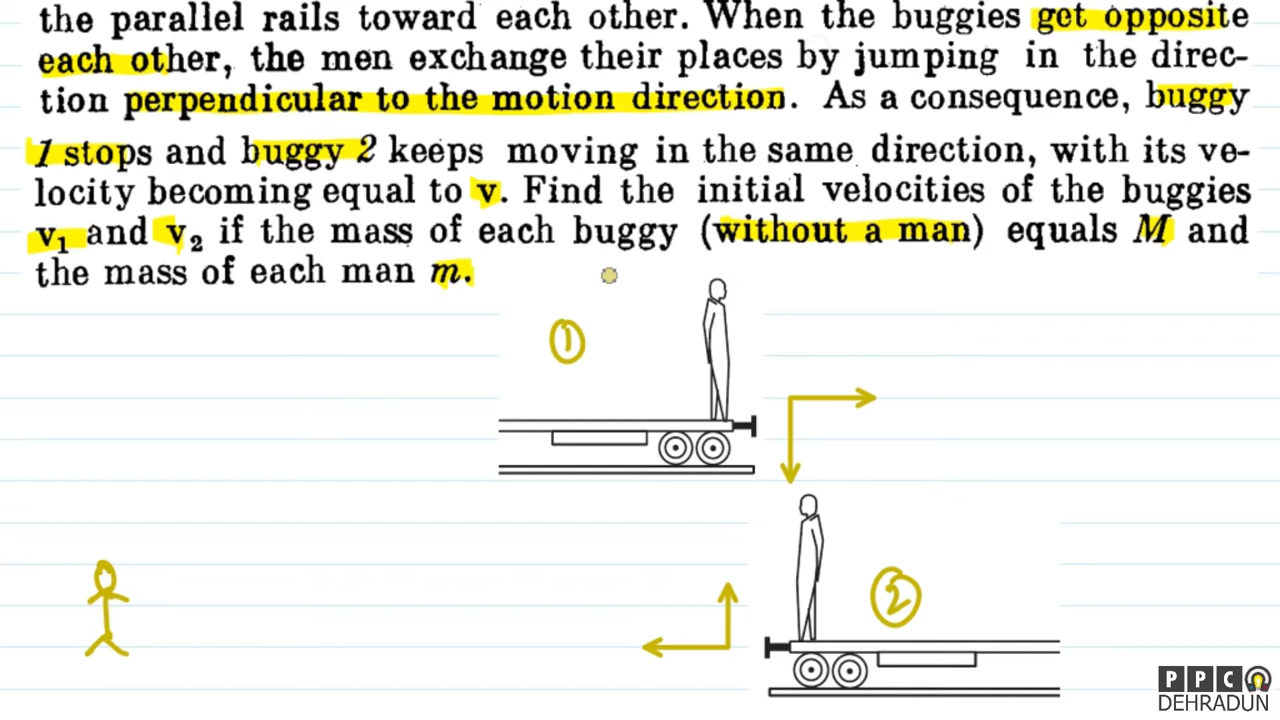 the parallel rails toward each other. When the buggies get opposite
each other, the men exchange their places by jumping in the direc-
tion perpendicular to the motion direction. As a consequence, buggy
1 stops and buggy 2 keeps moving in the same direction, with its ve-
locity becoming equal to v. Find the initial velocities of the buggies
v₁ and v₂ if the mass of each buggy (without a man) equals M and
the mass of each man m.
1
2
PPC
DEHRADUN